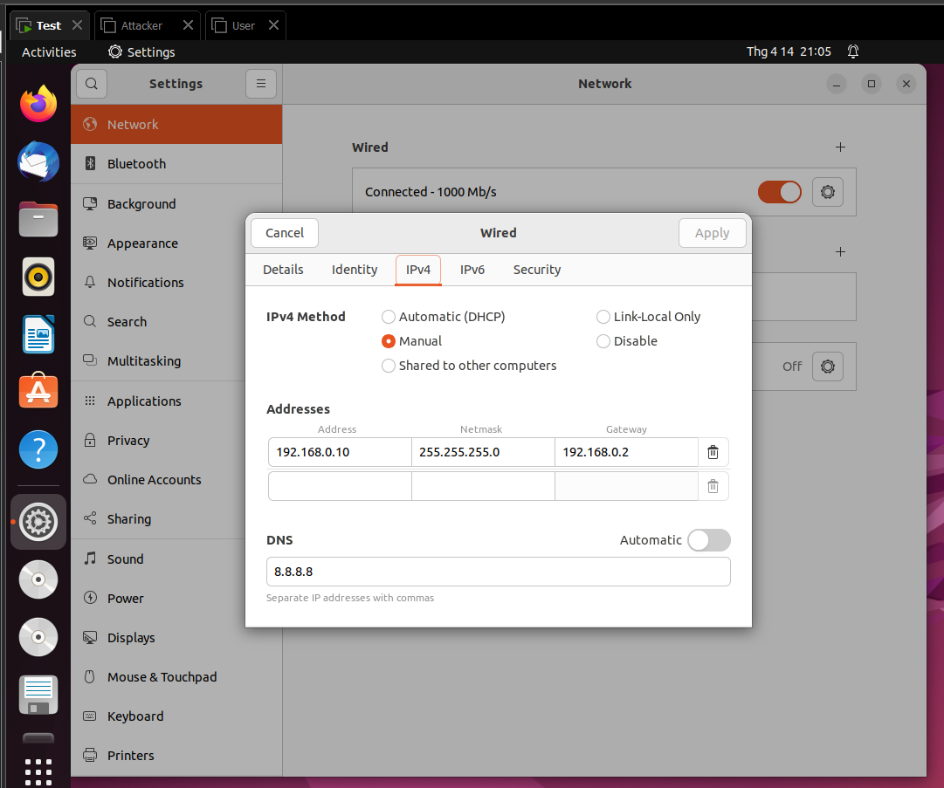 Test Attacker User
Activities Settings Thg 4 14 21:05
Settings Network
Network
Bluetooth
Background
Appearance
Notifications
Search
Multitasking
Applications
Privacy
Online Accounts
Sharing
Sound
Power
Displays
Mouse & Touchpad
Keyboard
Printers
Wired
Connected - 1000 Mb/s
Off
Cancel Wired Apply
Details Identity IPv4 IPv6 Security
IPv4 Method Automatic (DHCP) Link-Local Only
Manual Disable
Shared to other computers
Addresses
Address Netmask Gateway
192.168.0.10 255.255.255.0 192.168.0.2
DNS Automatic
8.8.8.8
Separate IP addresses with commas